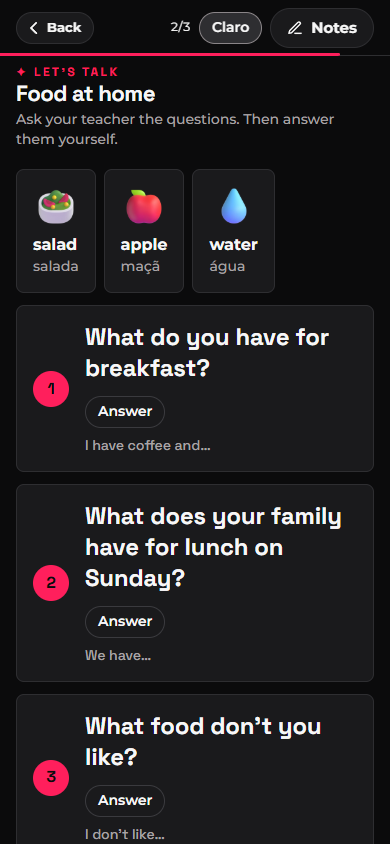 Back
2/3
Claro
Notes
✦ LET'S TALK
Food at home
Ask your teacher the questions. Then answer
them yourself.
salad
salada
apple
maçã
water
água
1
What do you have for
breakfast?
Answer
I have coffee and...
2
What does your family
have for lunch on
Sunday?
Answer
We have...
3
What food don't you
like?
Answer
I don't like...